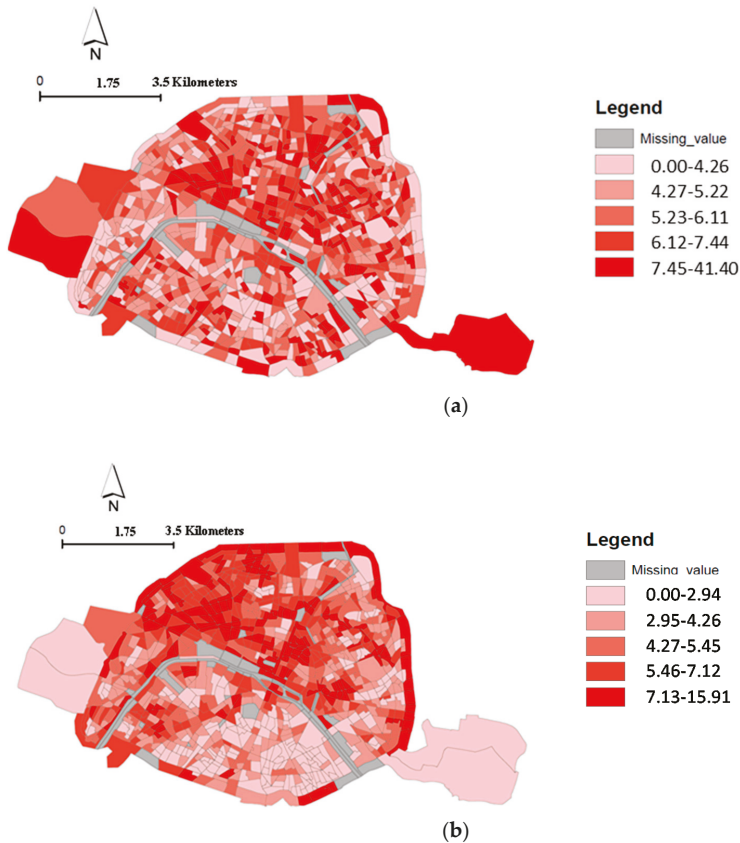 N
0 1.75 3.5 Kilometers
Legend
Missing_value
0.00-4.26
4.27-5.22
5.23-6.11
6.12-7.44
7.45-41.40
(a)
N
0 1.75 3.5 Kilometers
Legend
Missing_value
0.00-2.94
2.95-4.26
4.27-5.45
5.46-7.12
7.13-15.91
(b)